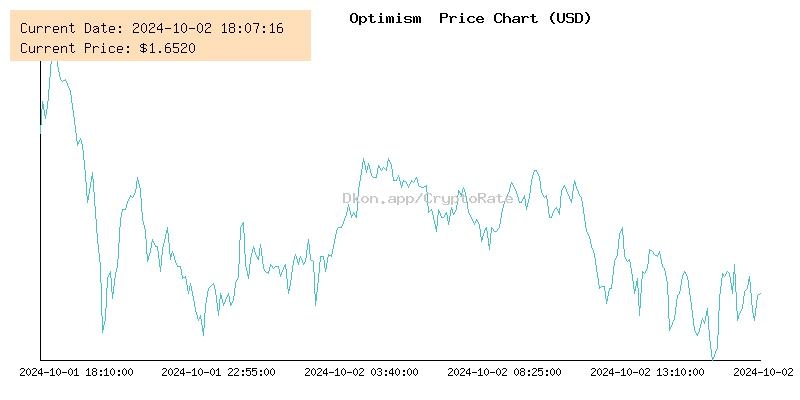 Optimism Price Chart (USD)
Current Date: 2024-10-02 18:07:16
Current Price: $1.6520
Dkon.app/CryptoRate
2024-10-01 18:10:00 2024-10-01 22:55:00 2024-10-02 03:40:00 2024-10-02 08:25:00 2024-10-02 13:10:00 2024-10-02